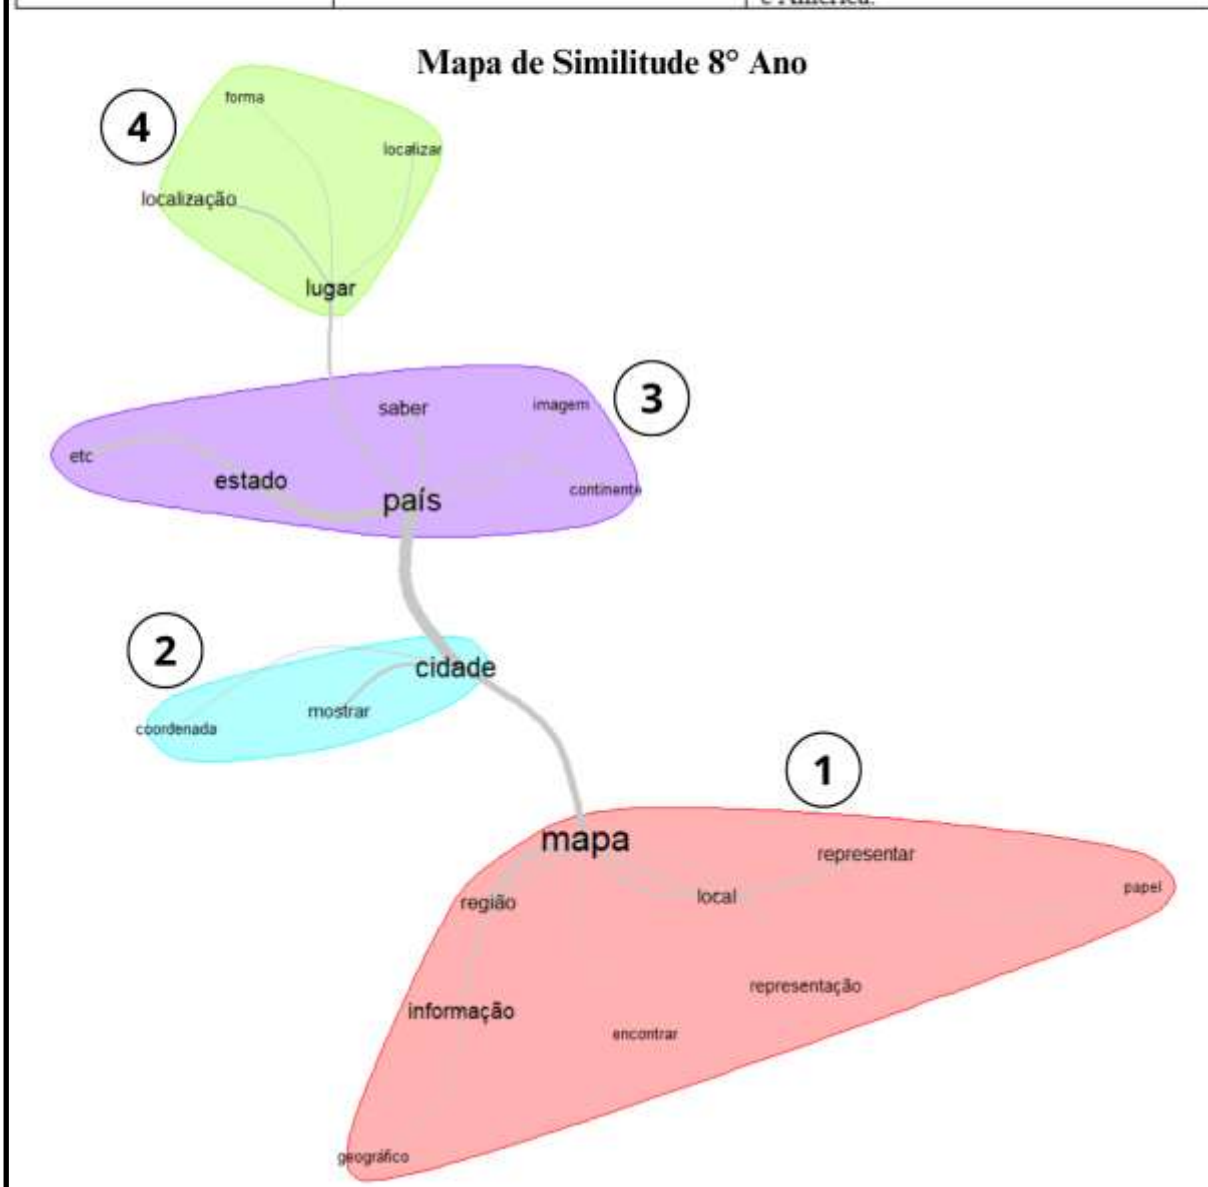 e América.
Mapa de Similitude 8° Ano
4
forma
localizar
localização
lugar
3
saber
imagem
etc
estado
país
continente
2
cidade
mostrar
coordenada
1
mapa
representar
papel
região
local
representação
informação
encontrar
geográfico